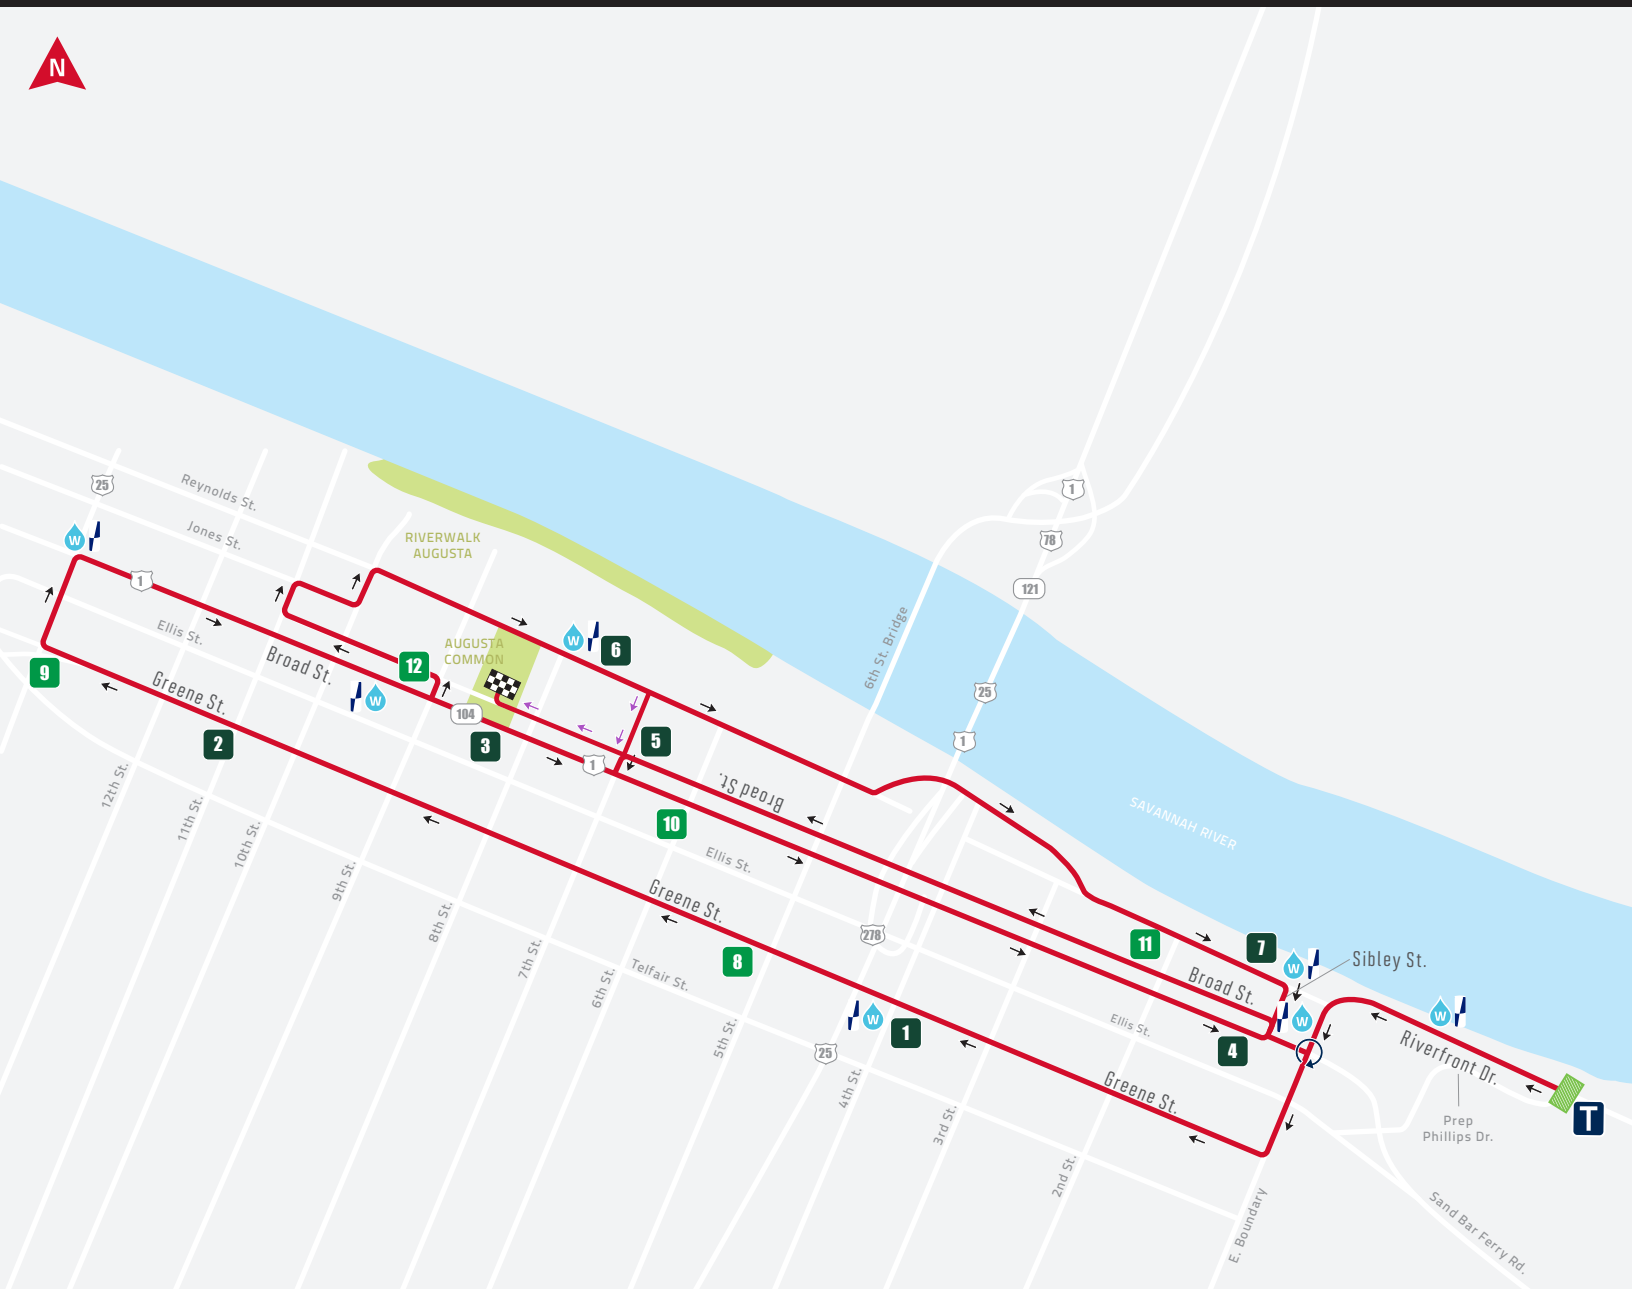 N
1
78
121
25
Reynolds St.
Jones St.
RIVERWALK
AUGUSTA
W
1
6th St. Bridge
Ellis St.
Broad St.
AUGUSTA
COMMON
W
6
12
9
Greene St.
W
104
3
2
5
1
25
1
Broad St.
SAVANNAH RIVER
12th St.
11th St.
10th St.
9th St.
8th St.
7th St.
6th St.
5th St.
4th St.
3rd St.
2nd St.
10
Ellis St.
Greene St.
278
11
7
W
Sibley St.
8
Telfair St.
Broad St.
W
1
25
Ellis St.
W
4
W
Riverfront Dr.
Greene St.
T
Prep
Phillips Dr.
E. Boundary
Sand Bar Ferry Rd.